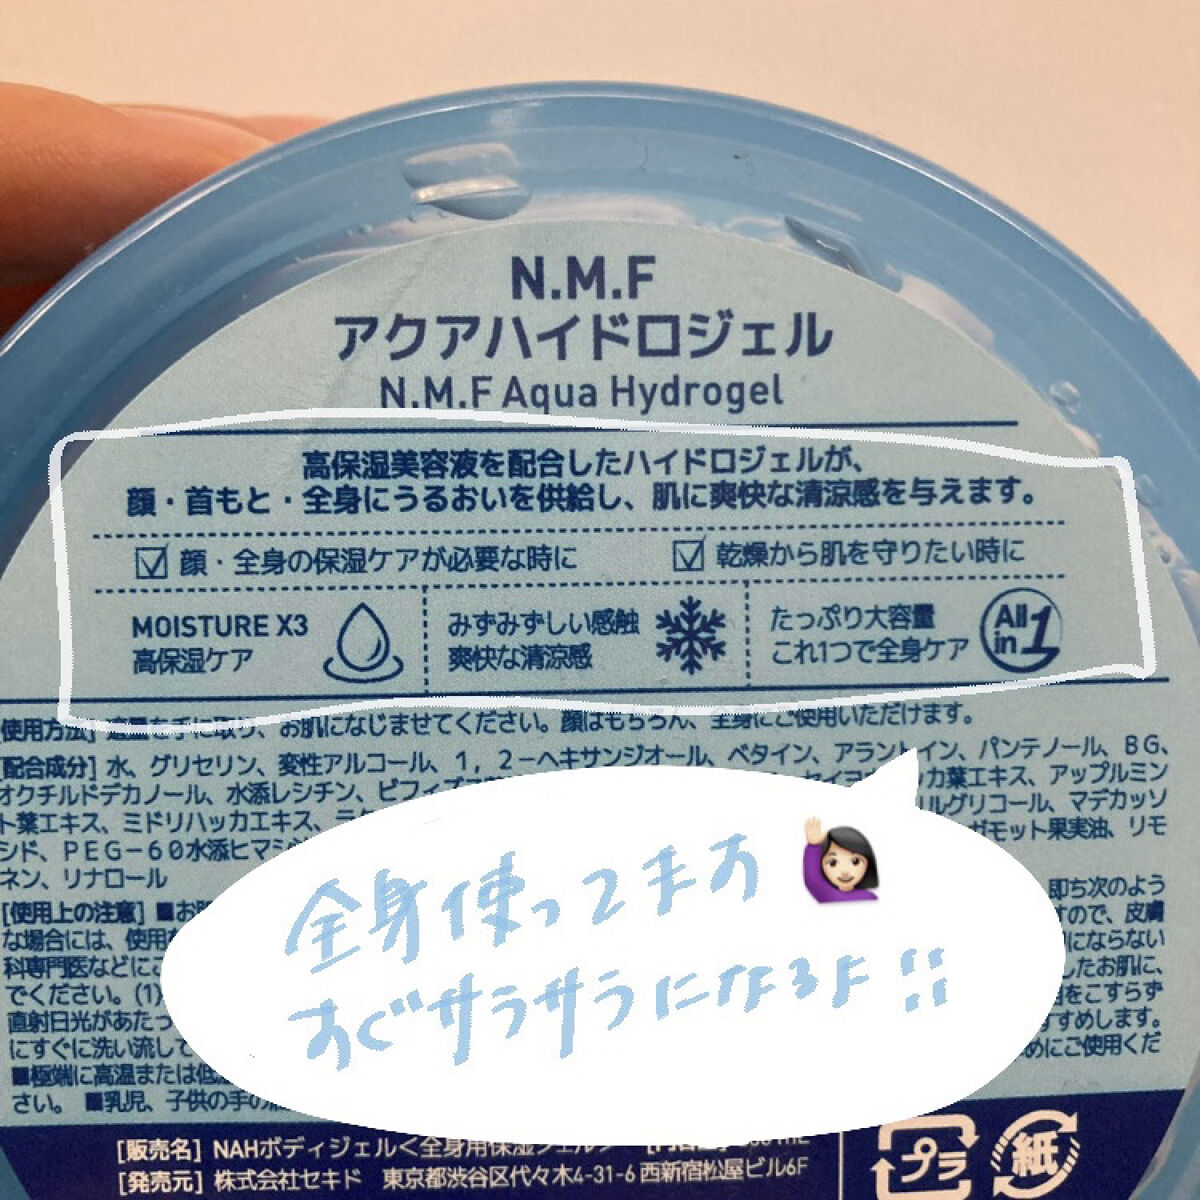 N.M.F
アクアハイドロジェル
N.M.F Aqua Hydrogel
高保湿美容液を配合したハイドロジェルが、
顔・首もと・全身にうるおいを供給し、肌に爽快な清涼感を与えます。
顔・全身の保湿ケアが必要な時に 乾燥から肌を守りたい時に
MOISTURE X3 みずみずしい感触 たっぷり大容量 All
高保湿ケア 爽快な清涼感 これ1つで全身ケア in 1
[使用方法] 適量を手に取り、お肌になじませてください。顔はもちろん、全身にご使用いただけます。
[配合成分] 水、グリセリン、変性アルコール、1,2-ヘキサンジオール、ベタイン、アラントイン、パンテノール、BG、
オクチルドデカノール、水添レシチン、ビフィズ カ葉エキス、アップルミン
ト葉エキス、ミドリハッカエキス、 リルグリコール、マデカッソ
シド、PEG-60水添ヒマシ ガモット果実油、リモ
ネン、リナロール
[使用上の注意] ■お 即ち次のよう
な場合には、使用 すので、皮膚
科専門医などに にならない
でください。(1) したお肌に、
直射日光があたっ をこすらず
にすぐに洗い流して すすめします。
■極端に高温または低 めにご使用くだ
さい。 ■乳児、子供の手の
全身使ってます
すぐサラサラになるよ!!
[販売名] NAHボディジェル<全身用保湿ジェル>
[発売元] 株式会社セキド 東京都渋谷区代々木4-31-6 西新宿松屋ビル6F
プラ 紙